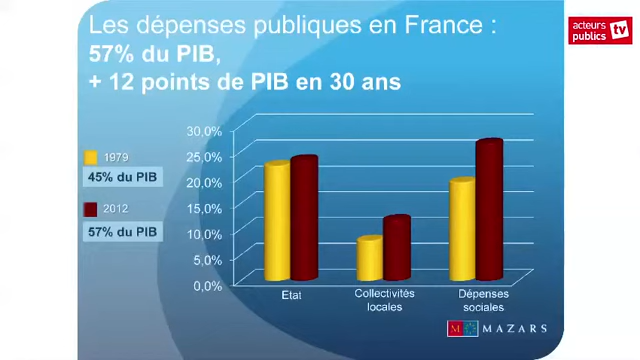 Les dépenses publiques en France :
57% du PIB,
+ 12 points de PIB en 30 ans
acteurs
publics
tv
1979
45% du PIB
2012
57% du PIB
30,0%
25,0%
20,0%
15,0%
10,0%
5,0%
0,0%
Etat
Collectivités
locales
Dépenses
sociales
M MAZARS